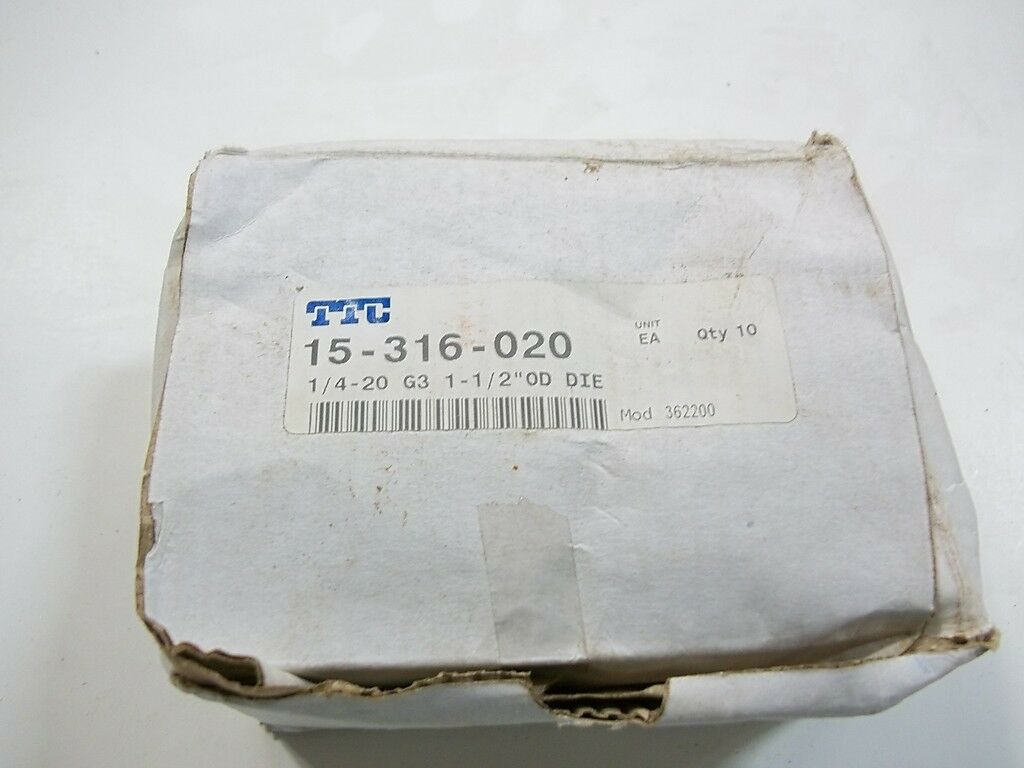 TTC
15-316-020
UNIT
EA Qty 10
1/4-20 G3 1-1/2"OD DIE
Mod 362200